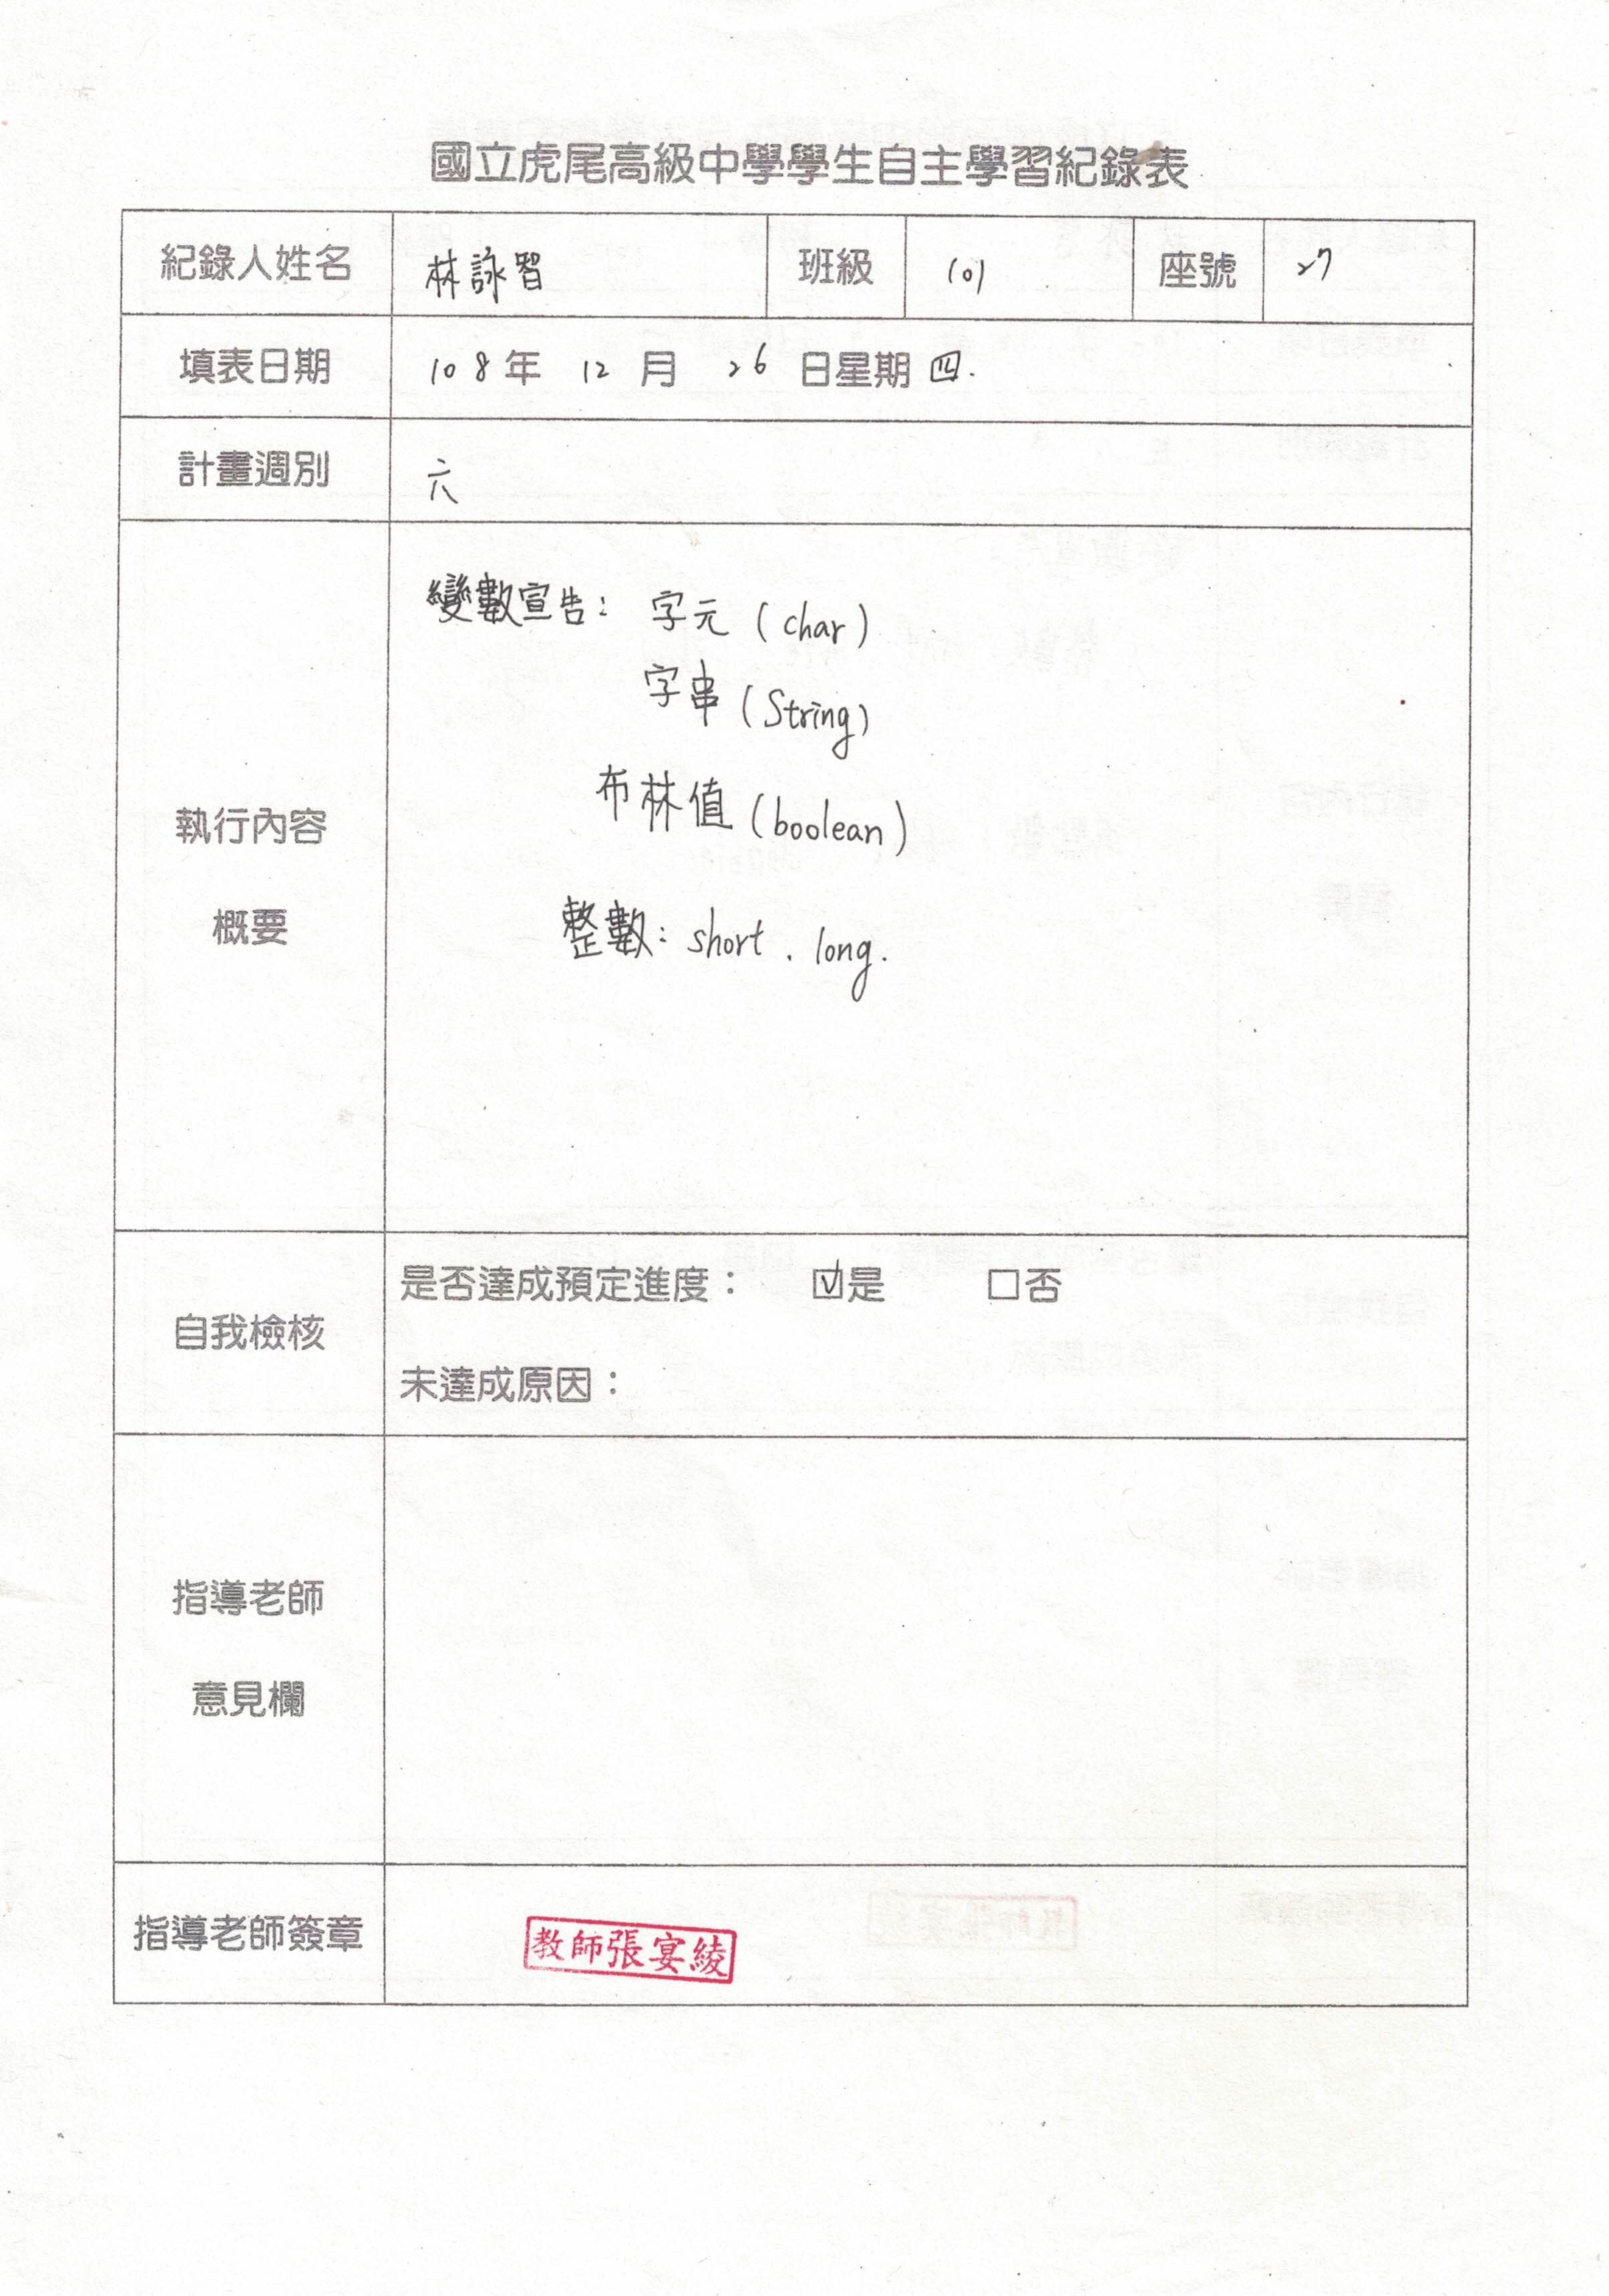 國立虎尾高級中學學生自主學習紀錄表
紀錄人姓名 林詠智 班級 101 座號 27
填表日期 108年 12 月 26 日星期四.
計畫週別 六
執行內容
概要
變數宣告: 字元 (char)
字串 (String)
布林值 (boolean)
整數: short . long.
自我檢核
是否達成預定進度： ☑是 □否
未達成原因：
指導老師
意見欄
指導老師簽章 教師張宴綾